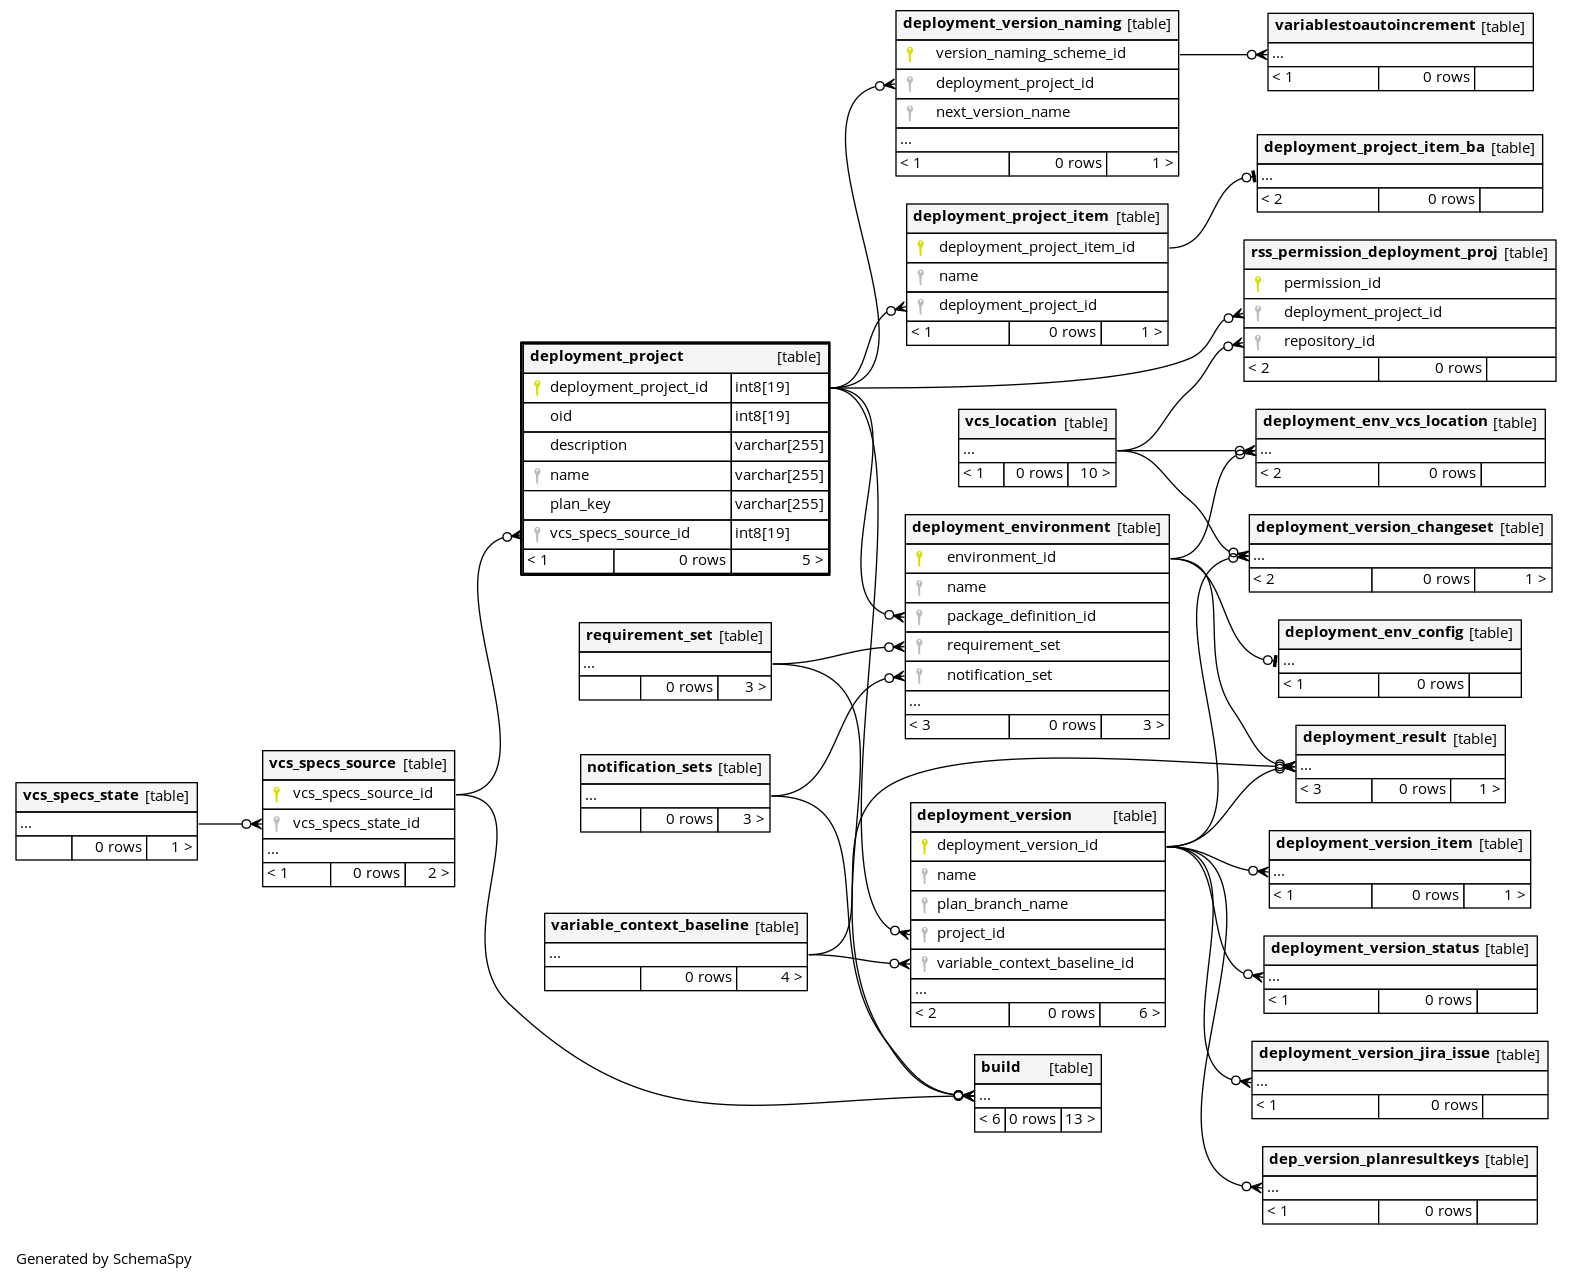 deployment_version_naming [table]
version_naming_scheme_id
deployment_project_id
next_version_name
...
< 1 0 rows 1 >
variablestoautoincrement [table]
...
< 1 0 rows
deployment_project_item_ba [table]
...
< 2 0 rows
deployment_project_item [table]
deployment_project_item_id
name
deployment_project_id
< 1 0 rows 1 >
rss_permission_deployment_proj [table]
permission_id
deployment_project_id
repository_id
< 2 0 rows
deployment_project [table]
deployment_project_id int8[19]
oid int8[19]
description varchar[255]
name varchar[255]
plan_key varchar[255]
vcs_specs_source_id int8[19]
< 1 0 rows 5 >
vcs_location [table]
...
< 1 0 rows 10 >
deployment_env_vcs_location [table]
...
< 2 0 rows
deployment_environment [table]
environment_id
name
package_definition_id
requirement_set
notification_set
...
< 3 0 rows 3 >
deployment_version_changeset [table]
...
< 2 0 rows 1 >
requirement_set [table]
...
0 rows 3 >
deployment_env_config [table]
...
< 1 0 rows
deployment_result [table]
...
< 3 0 rows 1 >
vcs_specs_state [table]
...
0 rows 1 >
vcs_specs_source [table]
vcs_specs_source_id
vcs_specs_state_id
...
< 1 0 rows 2 >
notification_sets [table]
...
0 rows 3 >
deployment_version [table]
deployment_version_id
name
plan_branch_name
project_id
variable_context_baseline_id
...
< 2 0 rows 6 >
deployment_version_item [table]
...
< 1 0 rows 1 >
variable_context_baseline [table]
...
0 rows 4 >
deployment_version_status [table]
...
< 1 0 rows
build [table]
...
< 6 0 rows 13 >
deployment_version_jira_issue [table]
...
< 1 0 rows
dep_version_planresultkeys [table]
...
< 1 0 rows
Generated by SchemaSpy